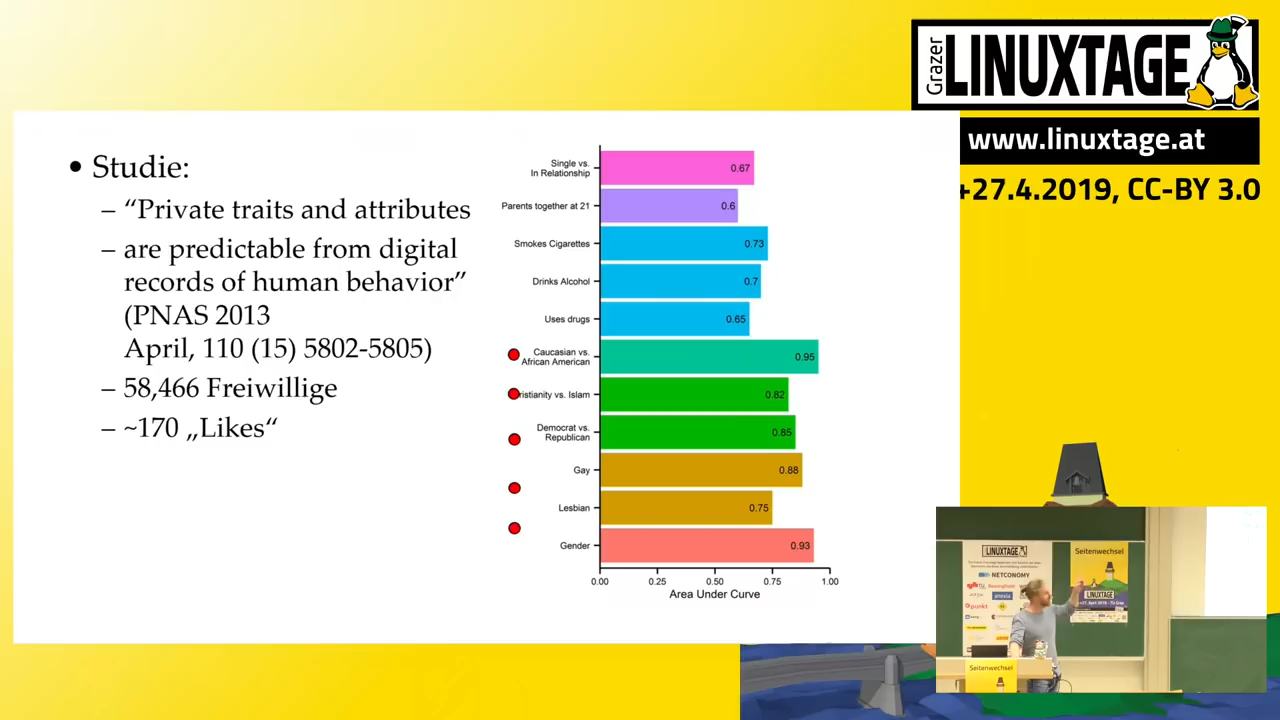 Grazer
LINUXTAGE
www.linuxtage.at
+27.4.2019, CC-BY 3.0
• Studie:
– “Private traits and attributes
– are predictable from digital
records of human behavior”
(PNAS 2013
April, 110 (15) 5802-5805)
– 58,466 Freiwillige
– ~170 „Likes“
Single vs.
In Relationship
0.67
Parents together at 21
0.6
Smokes Cigarettes
0.73
Drinks Alcohol
0.7
Uses drugs
0.65
Caucasian vs.
African American
0.95
ristianity vs. Islam
0.82
Democrat vs.
Republican
0.85
Gay
0.88
Lesbian
0.75
Gender
0.93
0.00 0.25 0.50 0.75 1.00
Area Under Curve
LINUXTAGE
NETCONOMY
Seitenwechsel
LINUXTAGE
Seitenwechsel